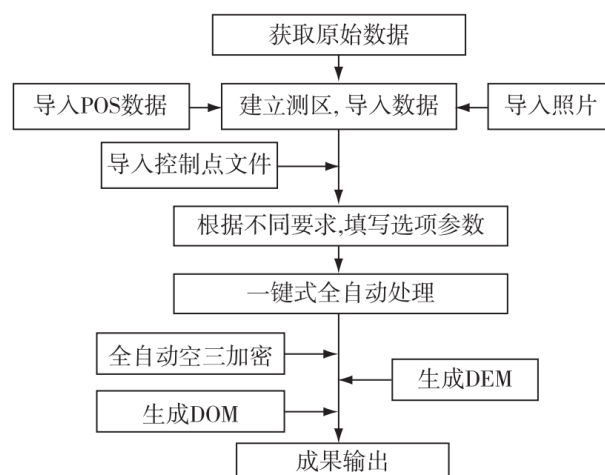 获取原始数据
导入POS数据
建立测区,导入数据
导入照片
导入控制点文件
根据不同要求,填写选项参数
一键式全自动处理
全自动空三加密
生成DEM
生成DOM
成果输出